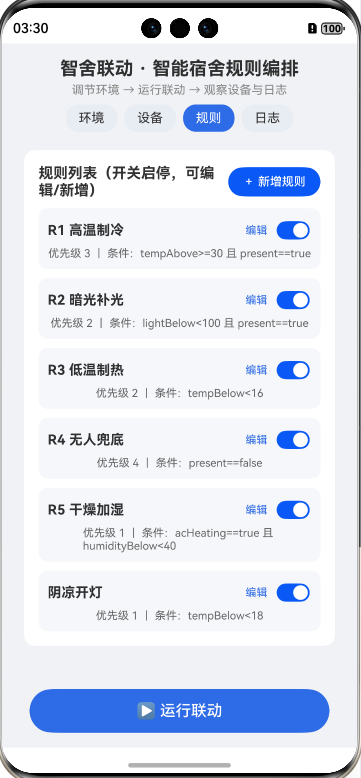 03:30
100
智舍联动 · 智能宿舍规则编排
调节环境 → 运行联动 → 观察设备与日志
环境 设备 规则 日志
规则列表（开关启停，可编
辑/新增）
+ 新增规则
R1 高温制冷 编辑
优先级 3 | 条件：tempAbove>=30 且 present==true
R2 暗光补光 编辑
优先级 2 | 条件：lightBelow<100 且 present==true
R3 低温制热 编辑
优先级 2 | 条件：tempBelow<16
R4 无人兜底 编辑
优先级 4 | 条件：present==false
R5 干燥加湿 编辑
优先级 1 | 条件：acHeating==true 且
humidityBelow<40
阴凉开灯 编辑
优先级 1 | 条件：tempBelow<18
▶ 运行联动